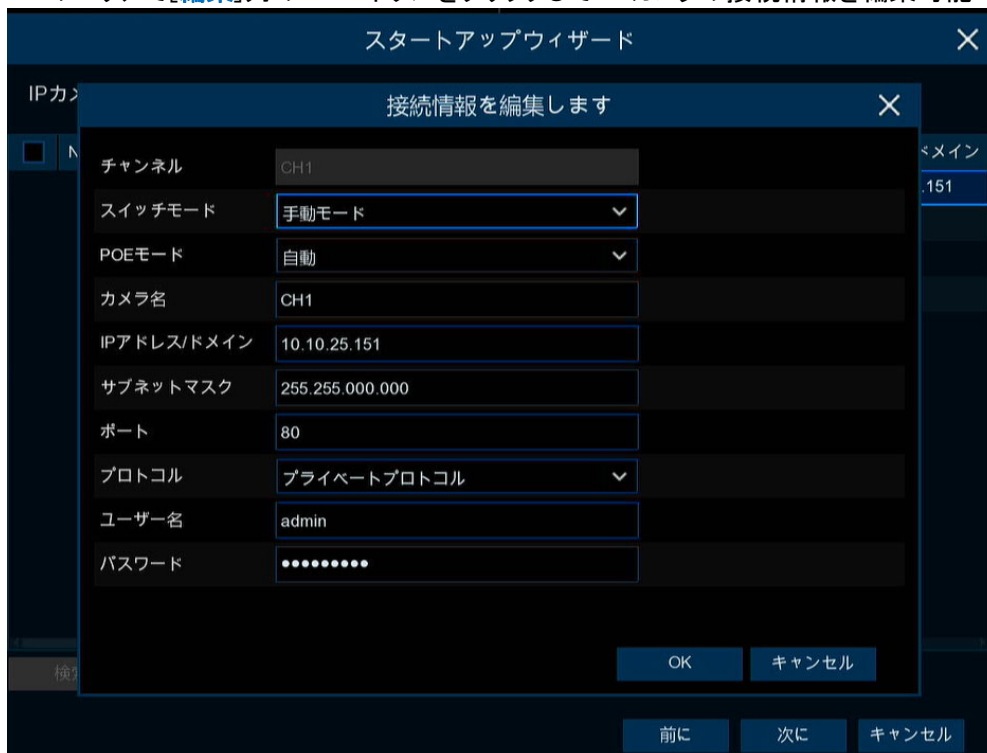 [編集]
スタートアップウィザード
IPカメ
接続情報を編集します
ドメイン
チャンネル CH1
.151
スイッチモード 手動モード
POEモード 自動
カメラ名 CH1
IPアドレス/ドメイン 10.10.25.151
サブネットマスク 255.255.000.000
ポート 80
プロトコル プライベートプロトコル
ユーザー名 admin
パスワード •••••••••
OK キャンセル
検索
前に 次に キャンセル